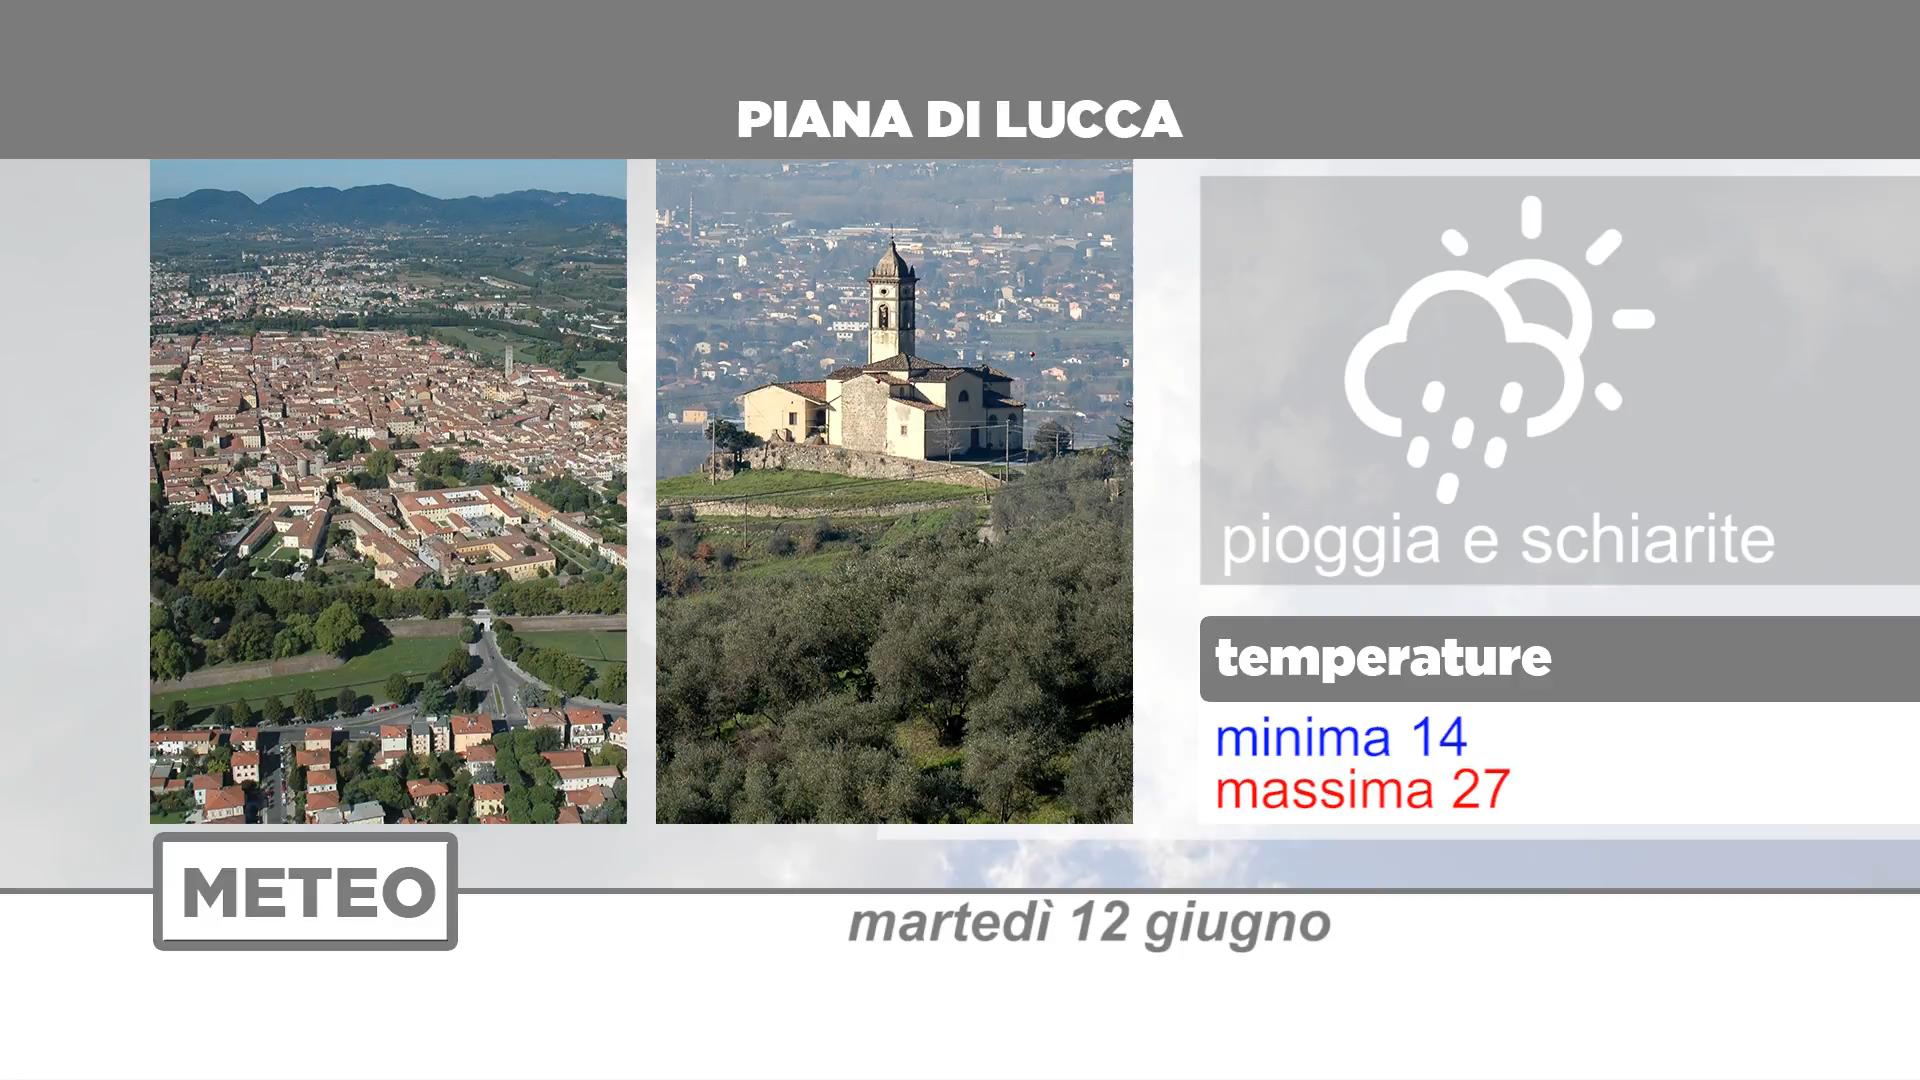 PIANA DI LUCCA
pioggia e schiarite
temperature
minima 14
massima 27
METEO
martedì 12 giugno